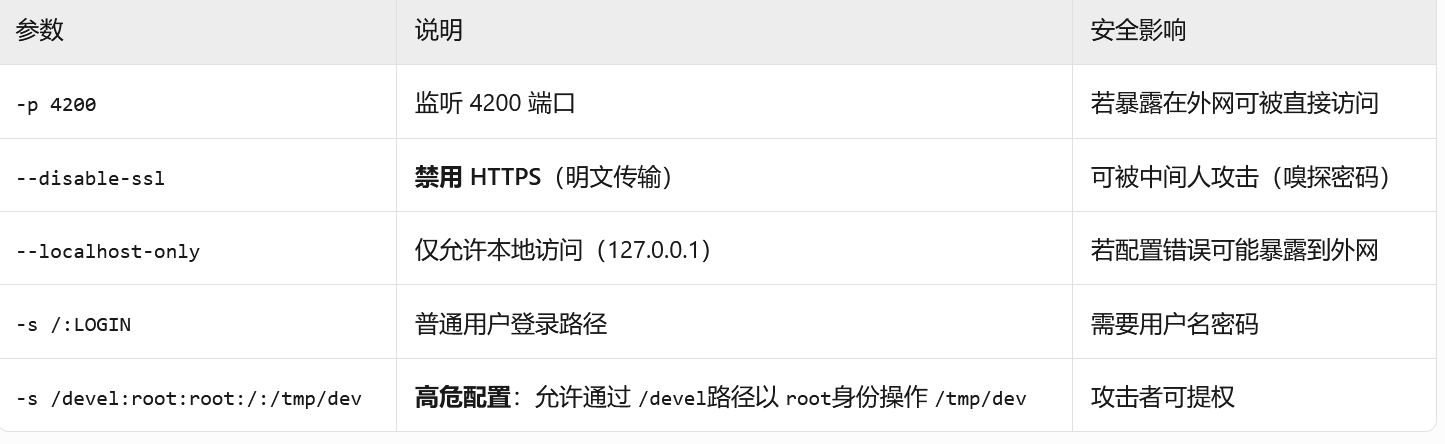 参数 说明 安全影响
-p 4200 监听 4200 端口 若暴露在外网可被直接访问
--disable-ssl 禁用 HTTPS（明文传输） 可被中间人攻击（嗅探密码）
--localhost-only 仅允许本地访问（127.0.0.1） 若配置错误可能暴露到外网
-s /:LOGIN 普通用户登录路径 需要用户名密码
-s /devel:root:root:/:/tmp/dev 高危配置：允许通过 /devel路径以 root身份操作 /tmp/dev 攻击者可提权